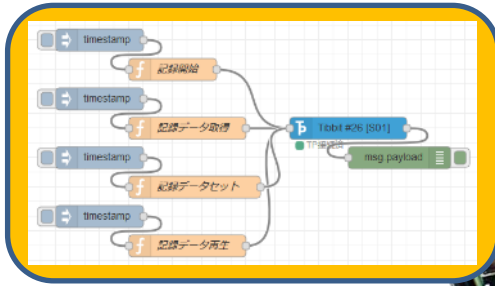 timestamp
記録開始
timestamp
記録データ取得
Tibbit #26 [S01]
timestamp
msg.payload
記録データセット
timestamp
記録データ再生